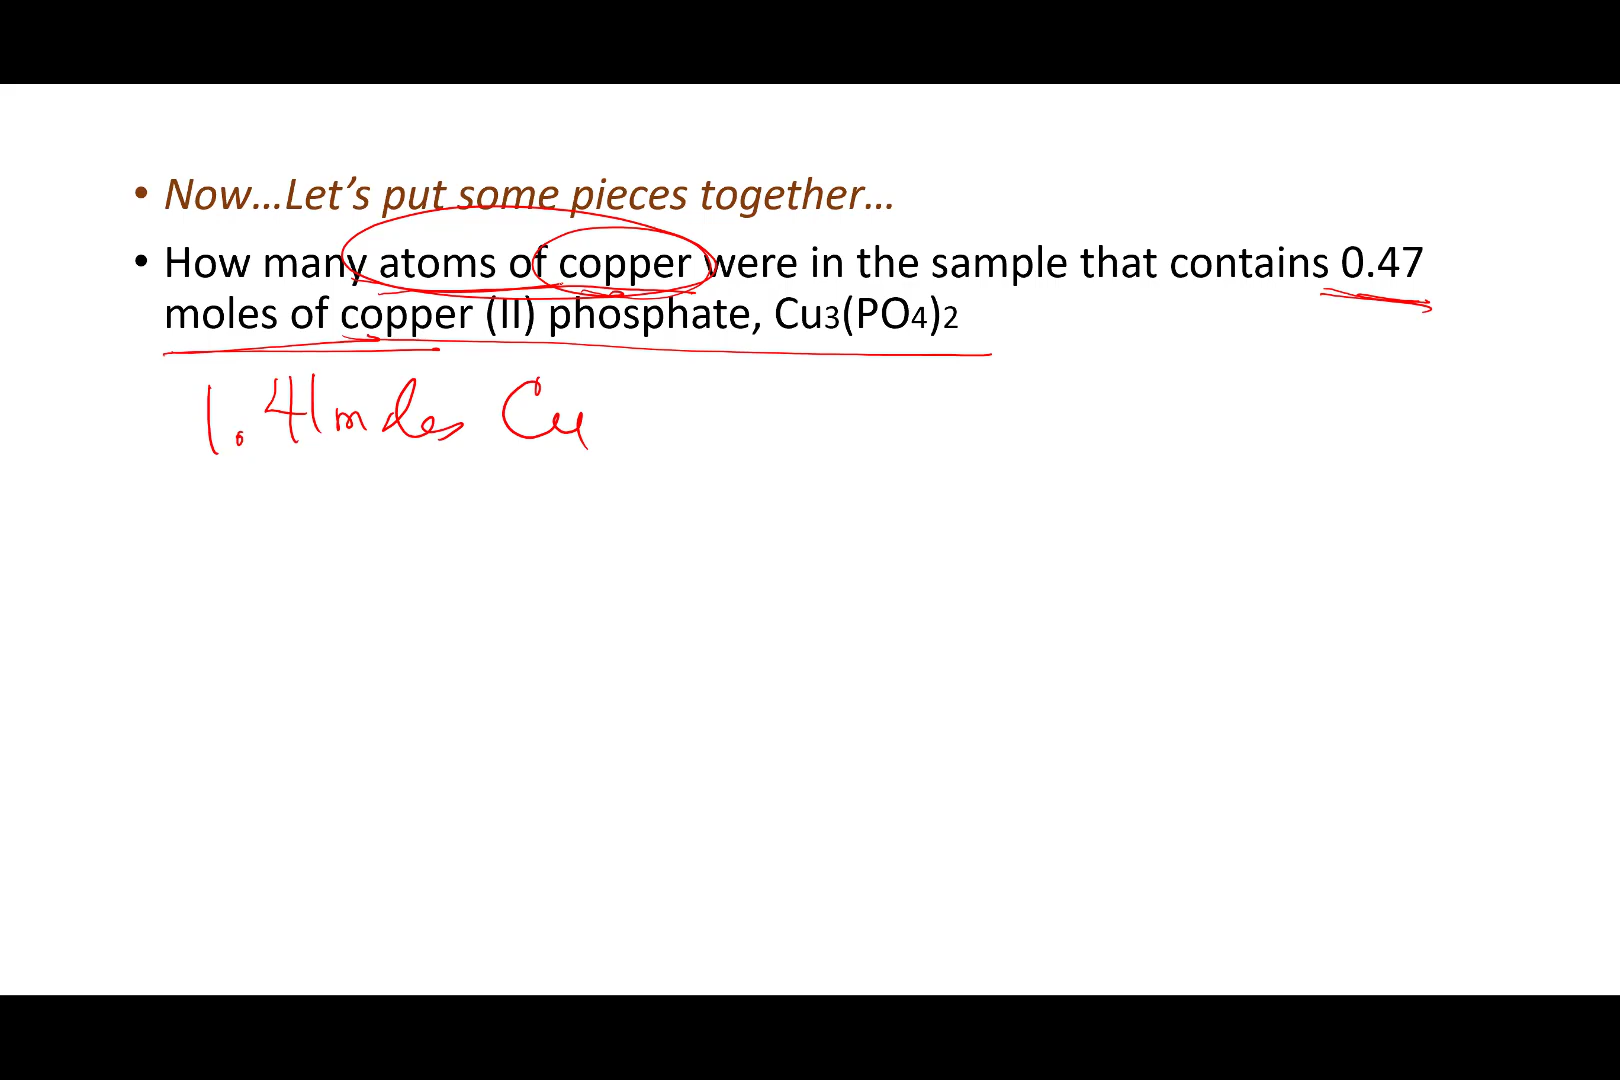 • Now...Let’s put some pieces together...
• How many atoms of copper were in the sample that contains 0.47
moles of copper (II) phosphate, Cu3(PO4)2
1.41 moles Cu